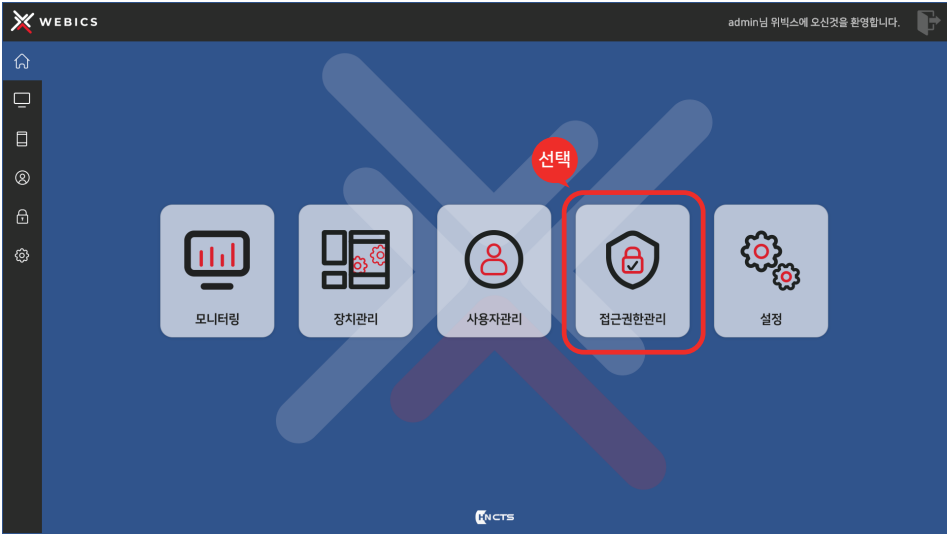 WEBICS
admin님 위빅스에 오신것을 환영합니다.
선택
모니터링
장치관리
사용자관리
접근권한관리
설정
HN CTS